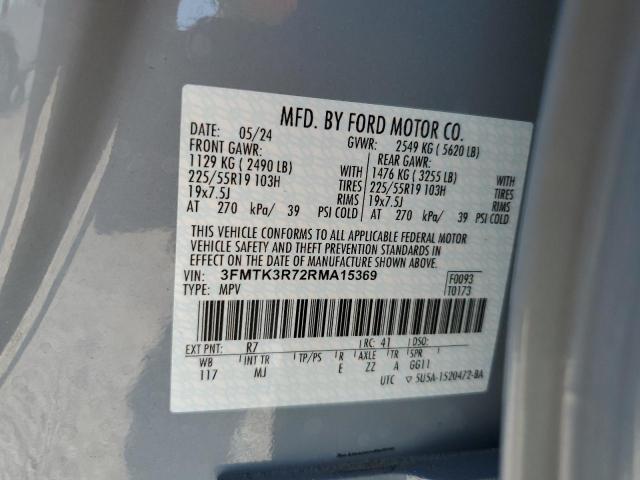 MFD. BY FORD MOTOR CO.
DATE: 05/24 GVWR: 2549 KG ( 5620 LB)
FRONT GAWR: REAR GAWR:
1129 KG ( 2490 LB) WITH 1476 KG ( 3255 LB) WITH
225/55R19 103H TIRES 225/55R19 103H TIRES
19x7.5J RIMS 19x7.5J RIMS
AT 270 kPa/ 39 PSI COLD AT 270 kPa/ 39 PSI COLD
THIS VEHICLE CONFORMS TO ALL APPLICABLE FEDERAL MOTOR
VEHICLE SAFETY AND THEFT PREVENTION STANDARDS IN
EFFECT ON THE DATE OF MANUFACTURE SHOWN ABOVE.
VIN: 3FMTK3R72RMA15369 F0093
TYPE: MPV T0173
EXT PNT: R7 RC: 41 DSO:
WB INT TR TP/PS R AXLE TR SPR
117 MJ E ZZ A GG11
UTC ▽ 5U5A-1520472-BA